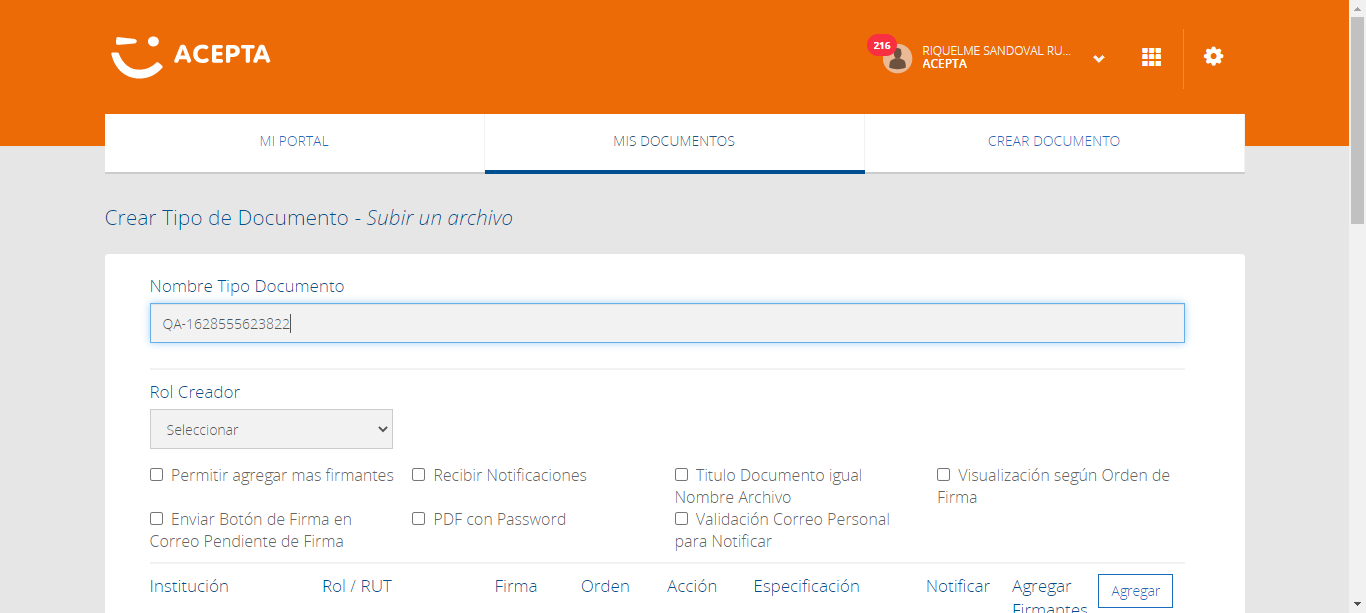 ACEPTA
216
RIQUELME SANDOVAL RU...
ACEPTA
MI PORTAL
MIS DOCUMENTOS
CREAR DOCUMENTO
Crear Tipo de Documento - Subir un archivo
Nombre Tipo Documento
QA-1628555623822
Rol Creador
Seleccionar
Permitir agregar mas firmantes
Recibir Notificaciones
Titulo Documento igual
Nombre Archivo
Visualización según Orden de
Firma
Enviar Botón de Firma en
Correo Pendiente de Firma
PDF con Password
Validación Correo Personal
para Notificar
Institución
Rol / RUT
Firma
Orden
Acción
Especificación
Notificar
Agregar
Firmantes
Agregar